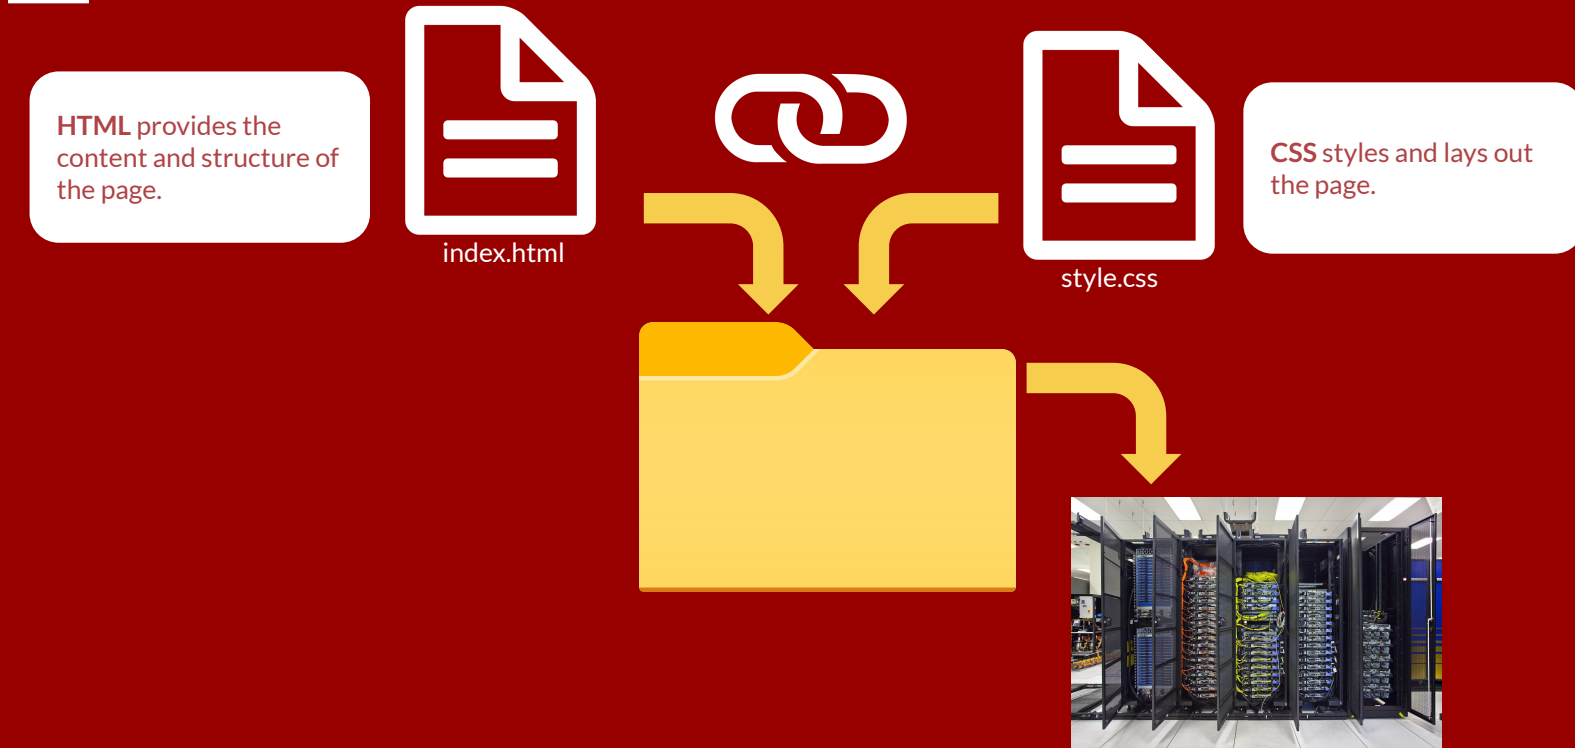 HTML provides the
content and structure of
the page.
index.html
CSS styles and lays out
the page.
style.css